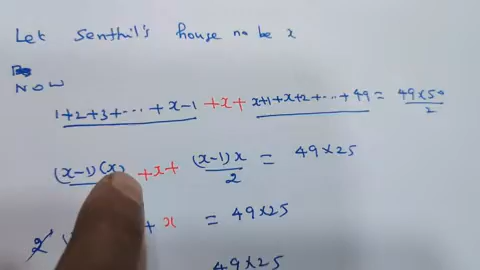 Let Senthil's house no be x
NOW
1+2+3+⋯+x-1 +x+ x+1+x+2+⋯+49 = 49×50/2
(x-1)(x) +x+ (x-1)x/2 = 49×25
2 + x = 49×25
49×25